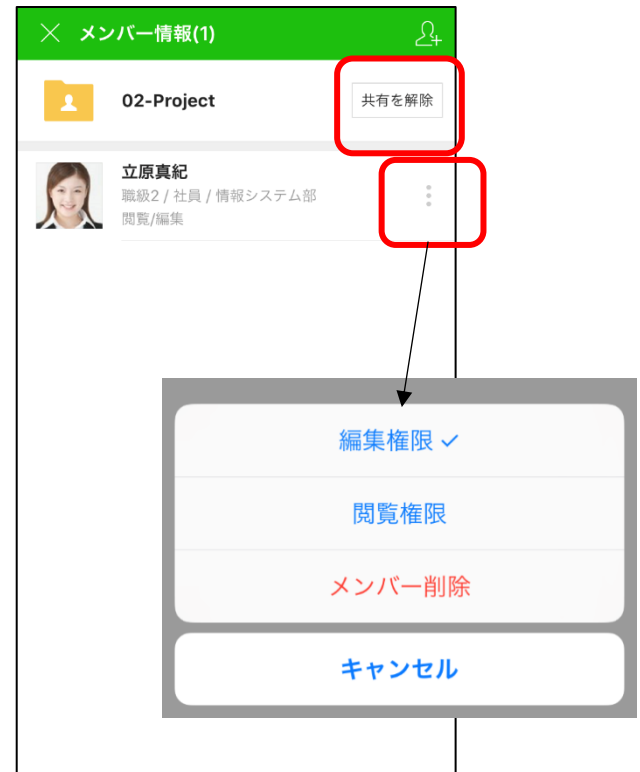 メンバー情報(1)
02-Project
共有を解除
立原真紀
職級2 / 社員 / 情報システム部
閲覧/編集
編集権限 ✓
閲覧権限
メンバー削除
キャンセル